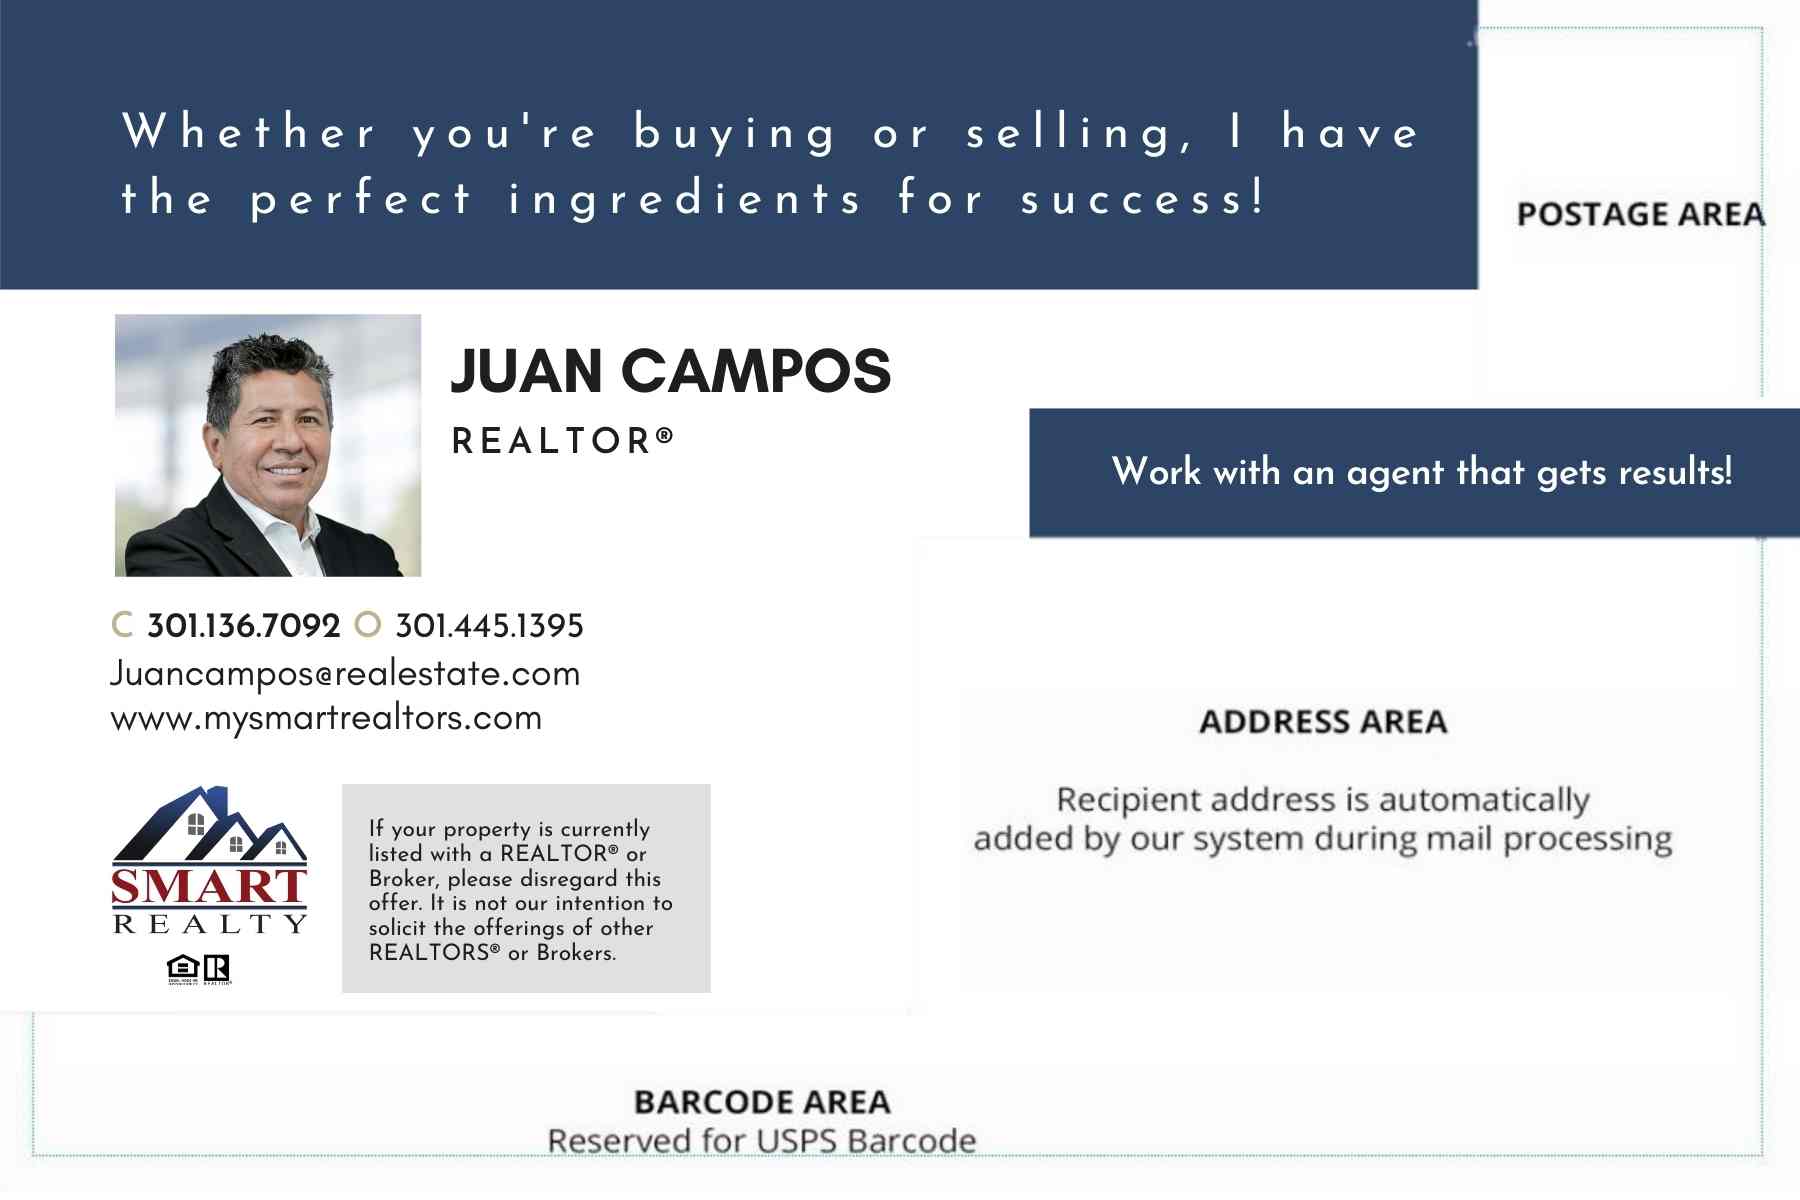 Whether you're buying or selling, I have
the perfect ingredients for success!
POSTAGE AREA
JUAN CAMPOS
REALTOR®
Work with an agent that gets results!
C 301.136.7092 O 301.445.1395
Juancampos@realestate.com
www.mysmartrealtors.com
ADDRESS AREA
Recipient address is automatically
added by our system during mail processing
SMART
REALTY
If your property is currently
listed with a REALTOR® or
Broker, please disregard this
offer. It is not our intention to
solicit the offerings of other
REALTORS® or Brokers.
BARCODE AREA
Reserved for USPS Barcode